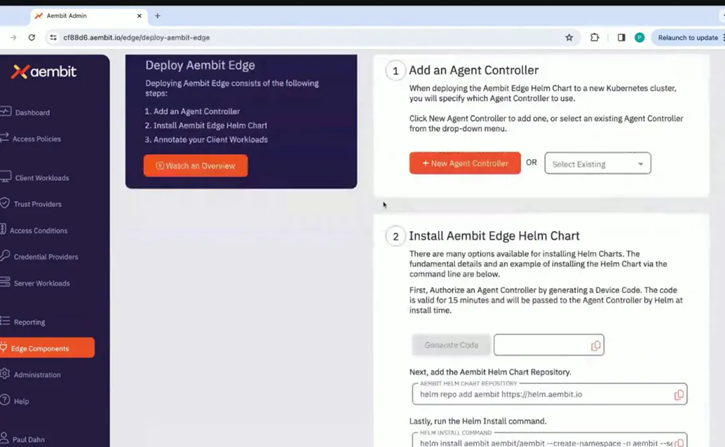 Aembit Admin
cf88d6.aembit.io/edge/deploy-aembit-edge
P
Relaunch to update
aembit
Dashboard
Access Policies
Client Workloads
Trust Providers
Access Conditions
Credential Providers
Server Workloads
Reporting
Edge Components
Administration
Help
Paul Dahn
Deploy Aembit Edge
Deploying Aembit Edge consists of the following
steps:
1. Add an Agent Controller
2. Install Aembit Edge Helm Chart
3. Annotate your Client Workloads
Watch an Overview
1 Add an Agent Controller
When deploying the Aembit Edge Helm Chart to a new Kubernetes cluster,
you will specify which Agent Controller to use.
Click New Agent Controller to add one, or select an existing Agent Controller
from the drop-down menu.
+ New Agent Controller OR Select Existing
2 Install Aembit Edge Helm Chart
There are many options available for installing Helm Charts. The
fundamental details and an example of installing the Helm Chart via the
command line are below.
First, Authorize an Agent Controller by generating a Device Code. The code
is valid for 15 minutes and will be passed to the Agent Controller by Helm at
install time.
Generate Code
Next, add the Aembit Helm Chart Repository.
AEMBIT HELM CHART REPOSITORY
helm repo add aembit https://helm.aembit.io
Lastly, run the Helm Install command.
HELM INSTALL COMMAND
helm install aembit aembit/aembit --create-namespace -n aembit